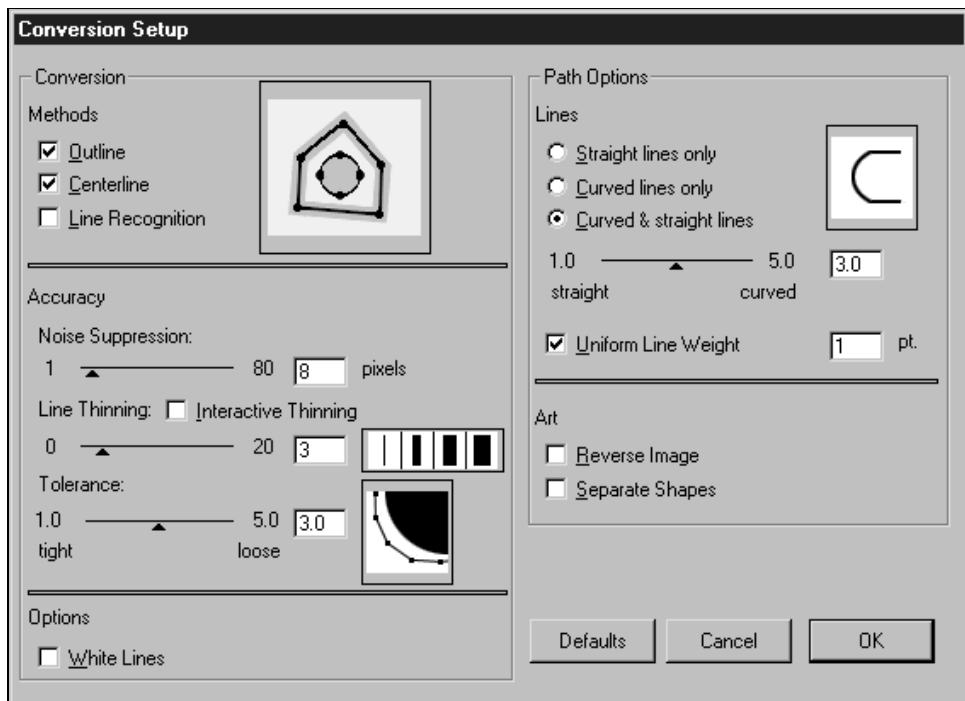 Conversion Setup
Conversion
Methods
Outline
Centerline
Line Recognition
Accuracy
Noise Suppression:
1 80 8 pixels
Line Thinning: Interactive Thinning
0 20 3
Tolerance:
1.0 5.0 3.0
tight loose
Options
White Lines
Path Options
Lines
Straight lines only
Curved lines only
Curved & straight lines
1.0 5.0 3.0
straight curved
Uniform Line Weight 1 pt.
Art
Reverse Image
Separate Shapes
Defaults Cancel OK